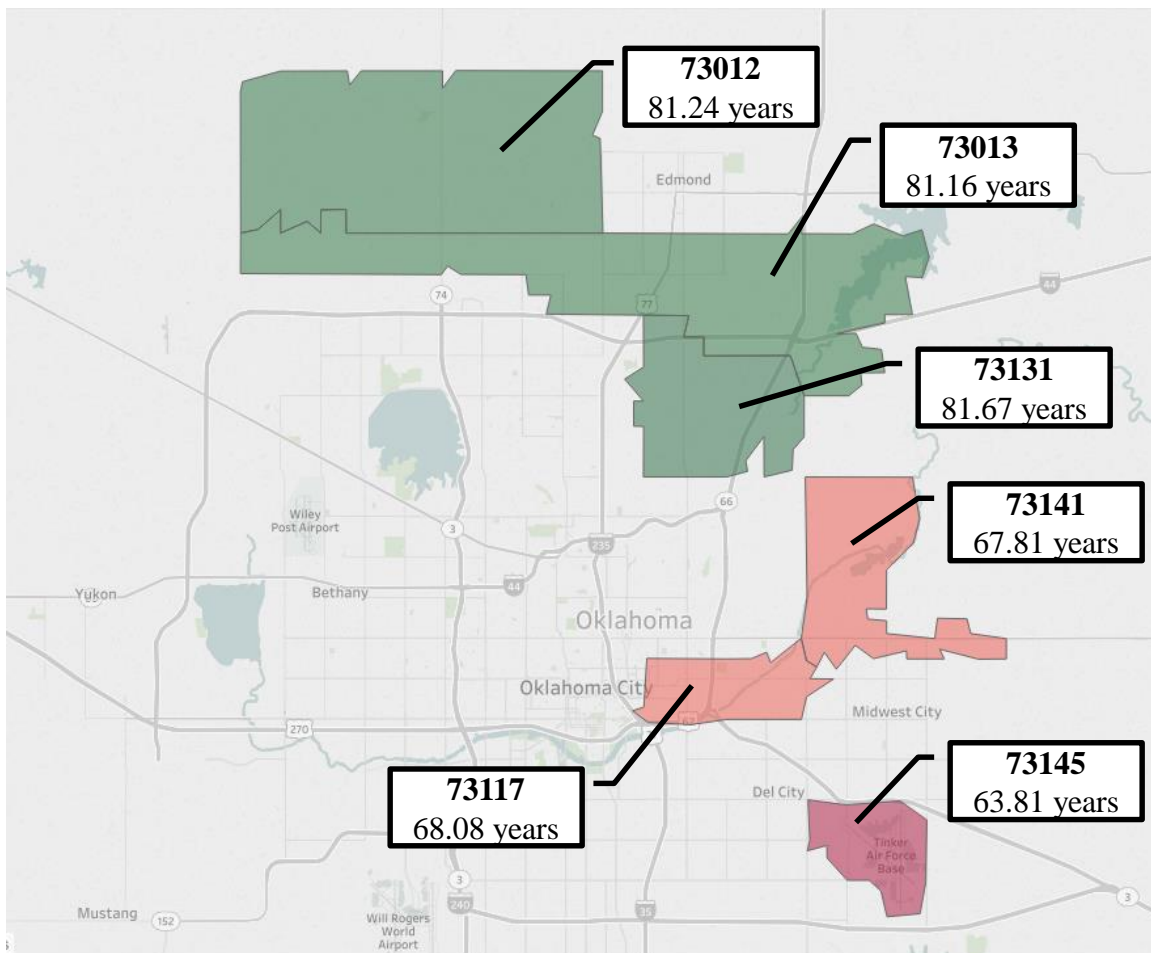 73012
81.24 years
73013
81.16 years
Edmond
74
77
44
73131
81.67 years
Wiley
Post Airport
3
66
73141
67.81 years
235
44
Yukon
Bethany
Oklahoma
Oklahoma City
Midwest City
270
62
73117
68.08 years
Del City
73145
63.81 years
Tinker
Air Force
Base
Mustang
152
Will Rogers
World
Airport
3
240
35
3
s